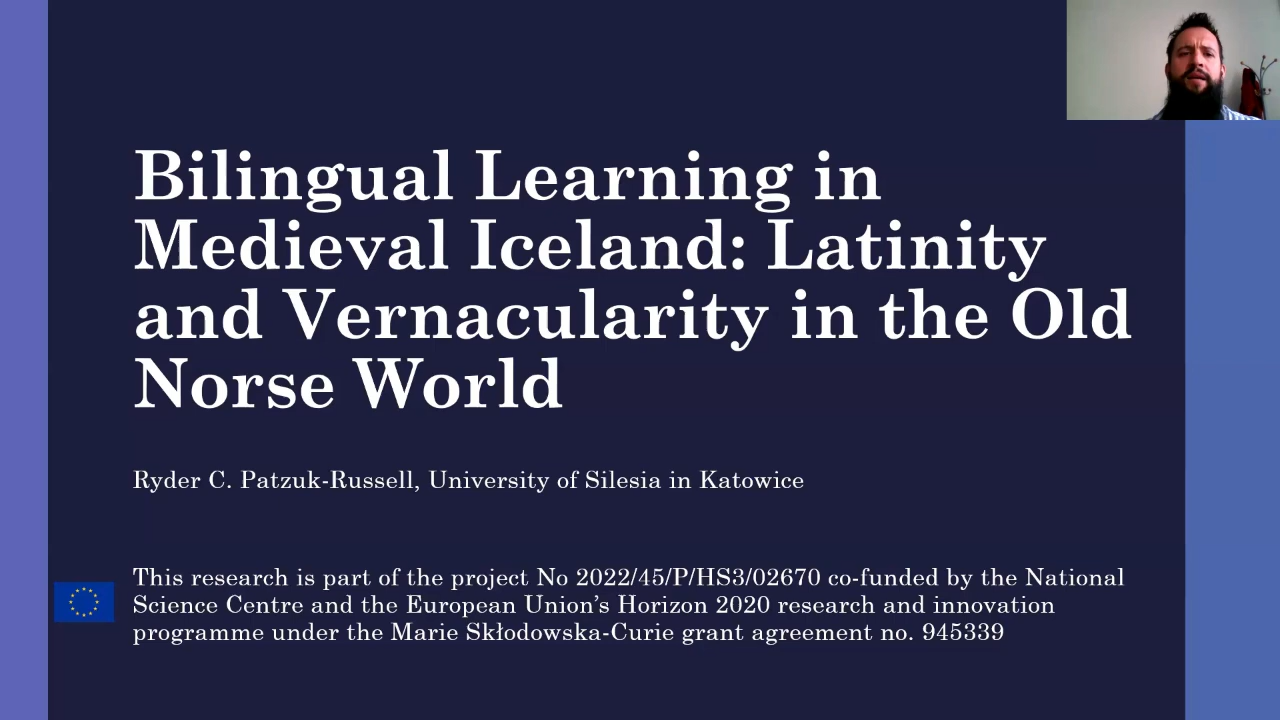 Bilingual Learning in
Medieval Iceland: Latinity
and Vernacularity in the Old
Norse World
Ryder C. Patzuk-Russell, University of Silesia in Katowice
This research is part of the project No 2022/45/P/HS3/02670 co-funded by the National
Science Centre and the European Union’s Horizon 2020 research and innovation
programme under the Marie Skłodowska-Curie grant agreement no. 945339